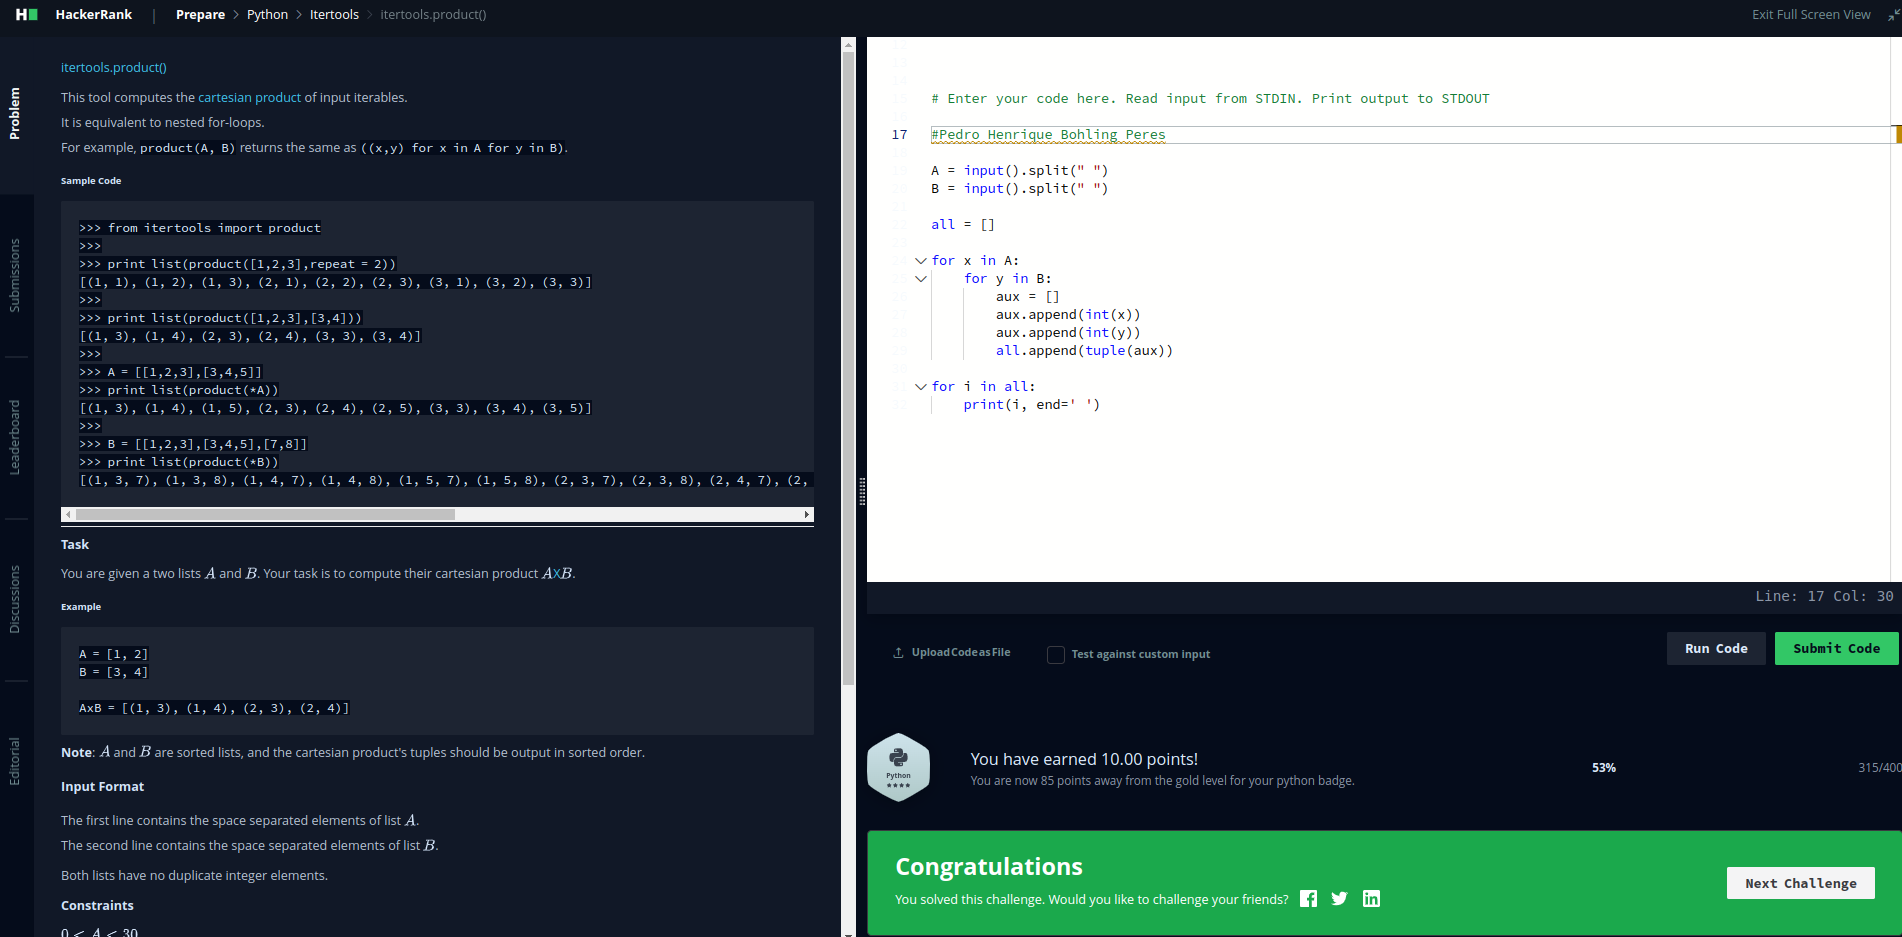 HackerRank | Prepare > Python > Itertools > itertools.product()
Exit Full Screen View
Problem
Submissions
Leaderboard
Discussions
Editorial
itertools.product()
This tool computes the cartesian product of input iterables.
It is equivalent to nested for-loops.
For example, product(A, B) returns the same as ((x,y) for x in A for y in B).
Sample Code
>>> from itertools import product
>>>
>>> print list(product([1,2,3],repeat = 2))
[(1, 1), (1, 2), (1, 3), (2, 1), (2, 2), (2, 3), (3, 1), (3, 2), (3, 3)]
>>>
>>> print list(product([1,2,3],[3,4]))
[(1, 3), (1, 4), (2, 3), (2, 4), (3, 3), (3, 4)]
>>>
>>> A = [[1,2,3],[3,4,5]]
>>> print list(product(*A))
[(1, 3), (1, 4), (1, 5), (2, 3), (2, 4), (2, 5), (3, 3), (3, 4), (3, 5)]
>>>
>>> B = [[1,2,3],[3,4,5],[7,8]]
>>> print list(product(*B))
[(1, 3, 7), (1, 3, 8), (1, 4, 7), (1, 4, 8), (1, 5, 7), (1, 5, 8), (2, 3, 7), (2, 3, 8), (2, 4, 7), (2,
Task
You are given a two lists A and B. Your task is to compute their cartesian product AXB.
Example
A = [1, 2]
B = [3, 4]
AxB = [(1, 3), (1, 4), (2, 3), (2, 4)]
Note: A and B are sorted lists, and the cartesian product's tuples should be output in sorted order.
Input Format
The first line contains the space separated elements of list A.
The second line contains the space separated elements of list B.
Both lists have no duplicate integer elements.
Constraints
0 < A < 30
# Enter your code here. Read input from STDIN. Print output to STDOUT
17 #Pedro Henrique Bohling Peres
A = input().split(" ")
B = input().split(" ")
all = []
for x in A:
for y in B:
aux = []
aux.append(int(x))
aux.append(int(y))
all.append(tuple(aux))
for i in all:
print(i, end=' ')
Line: 17 Col: 30
Upload Code as File
Test against custom input
Run Code
Submit Code
Python
You have earned 10.00 points!
You are now 85 points away from the gold level for your python badge.
53%
315/400
Congratulations
You solved this challenge. Would you like to challenge your friends?
Next Challenge